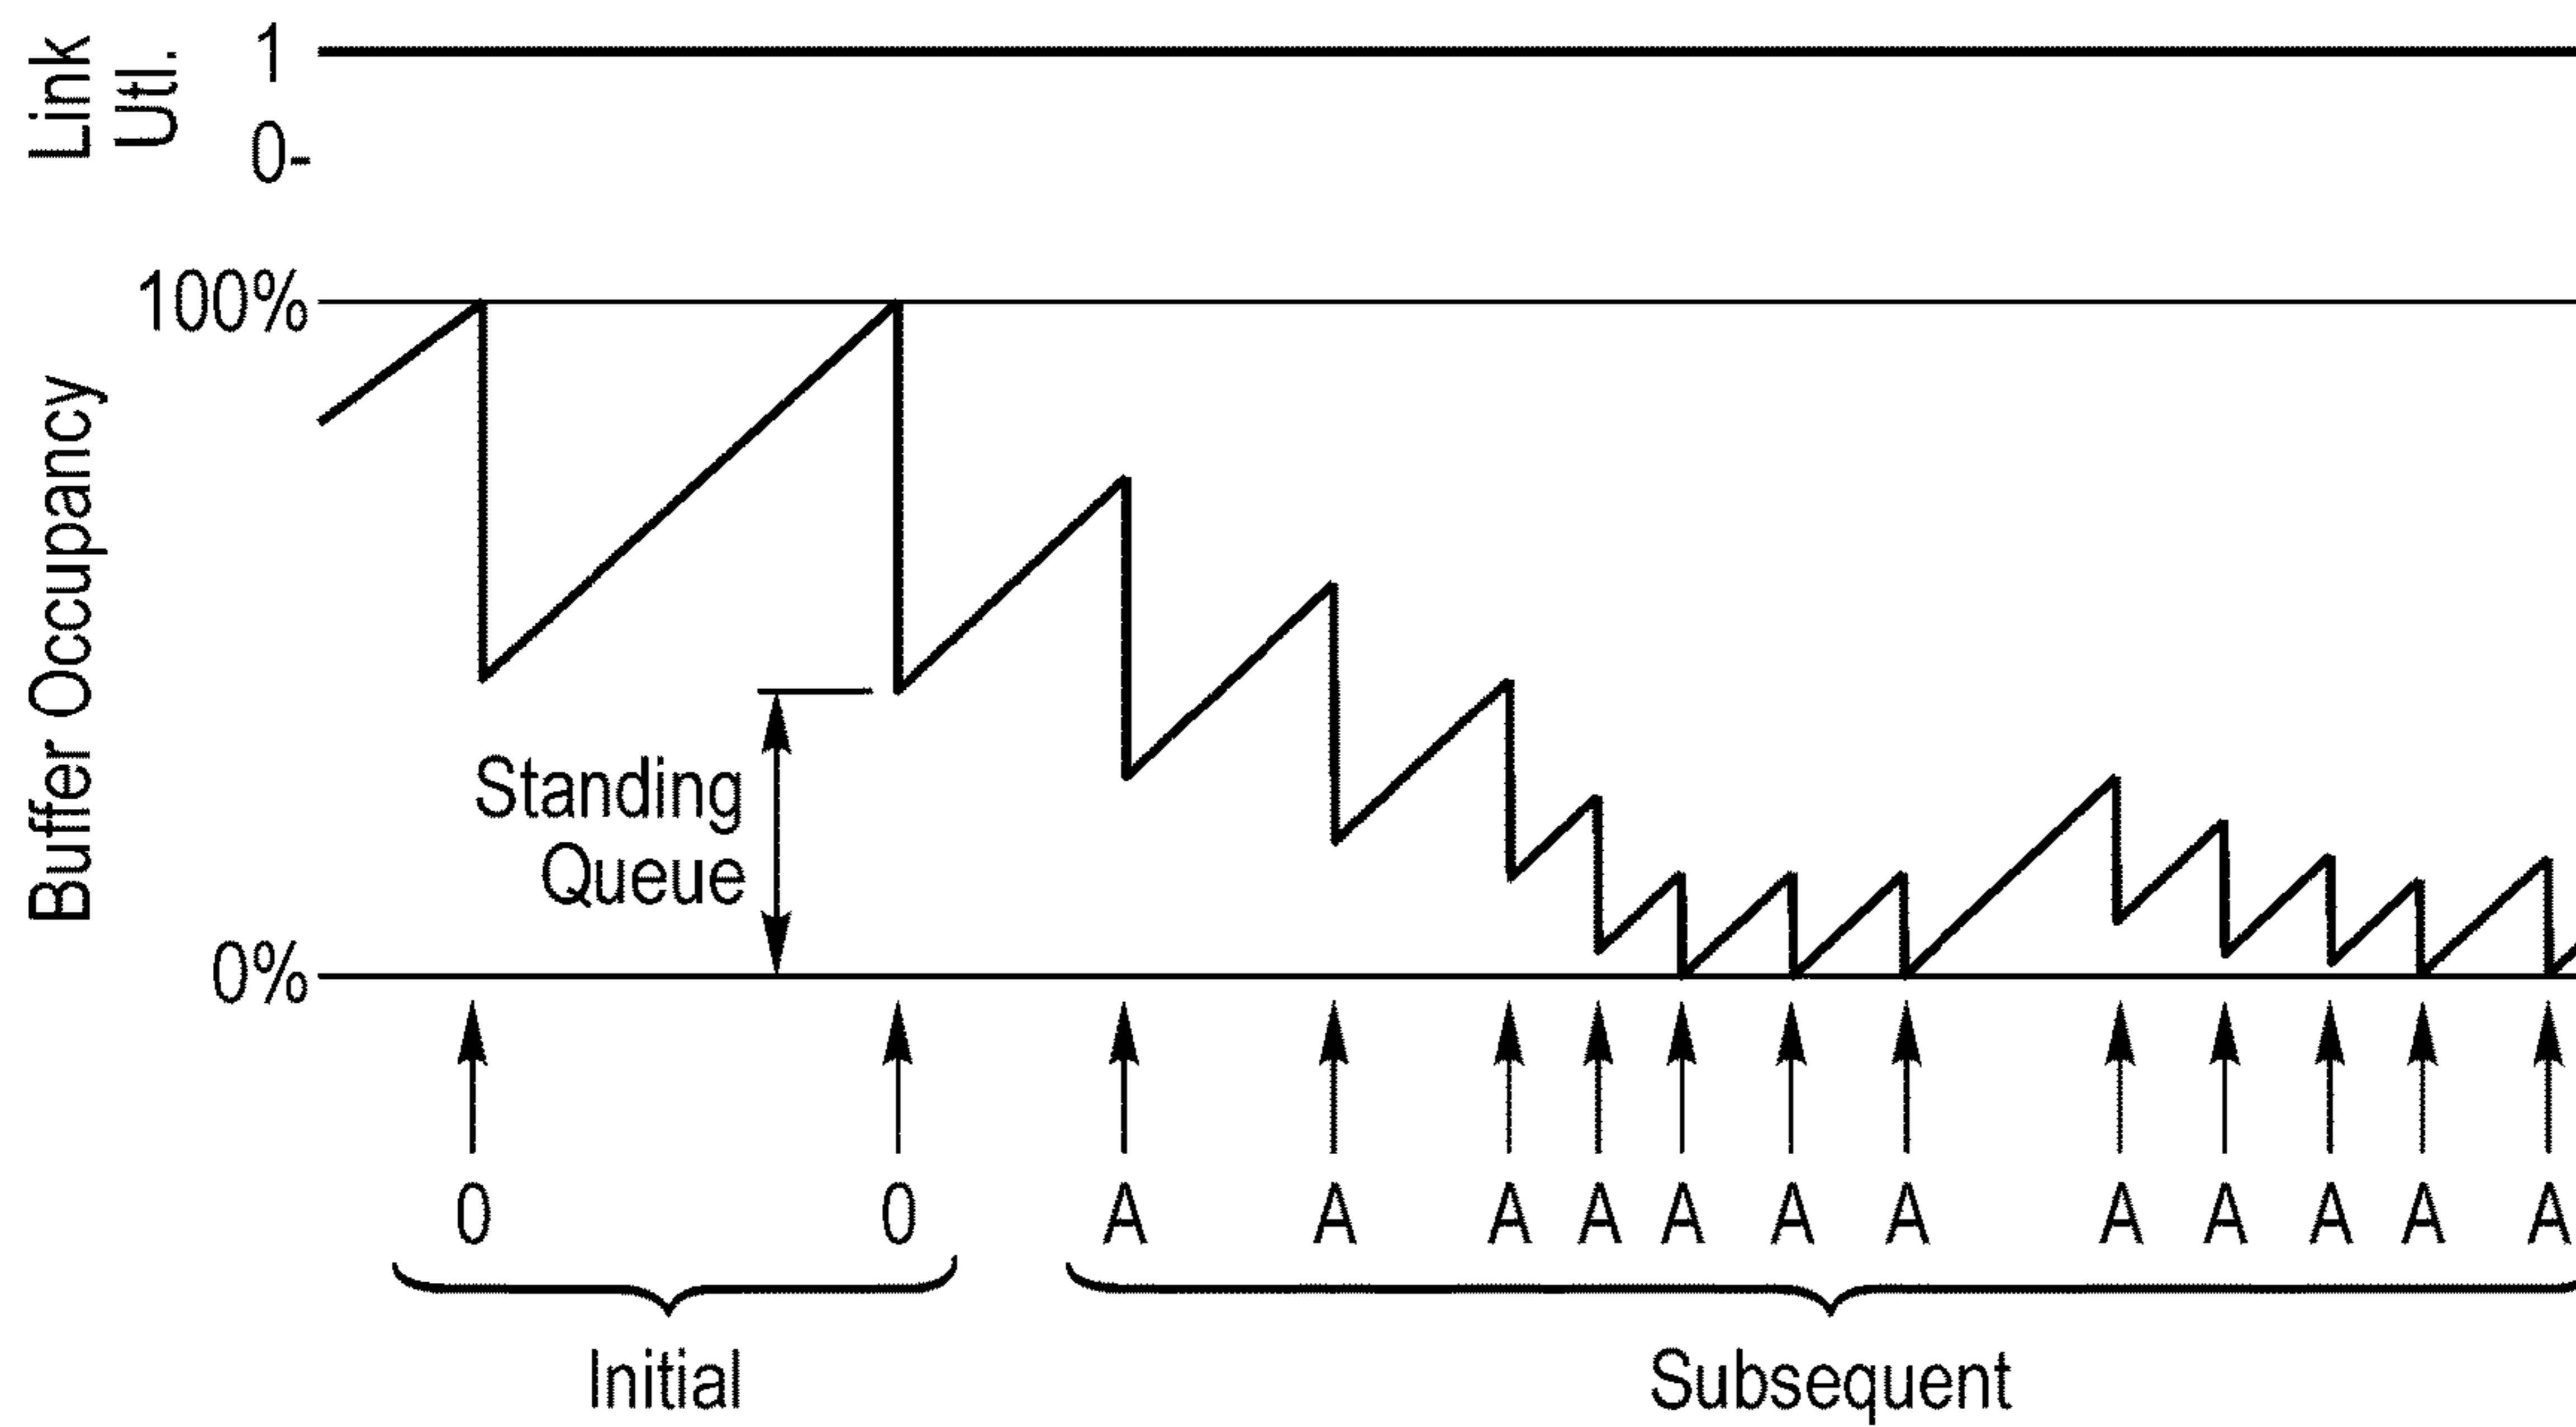 Link
Utl.
1
0-
100%
Buffer Occupancy
Standing
Queue
0%
0 0 A A A A A A A A A A A A
Initial
Subsequent